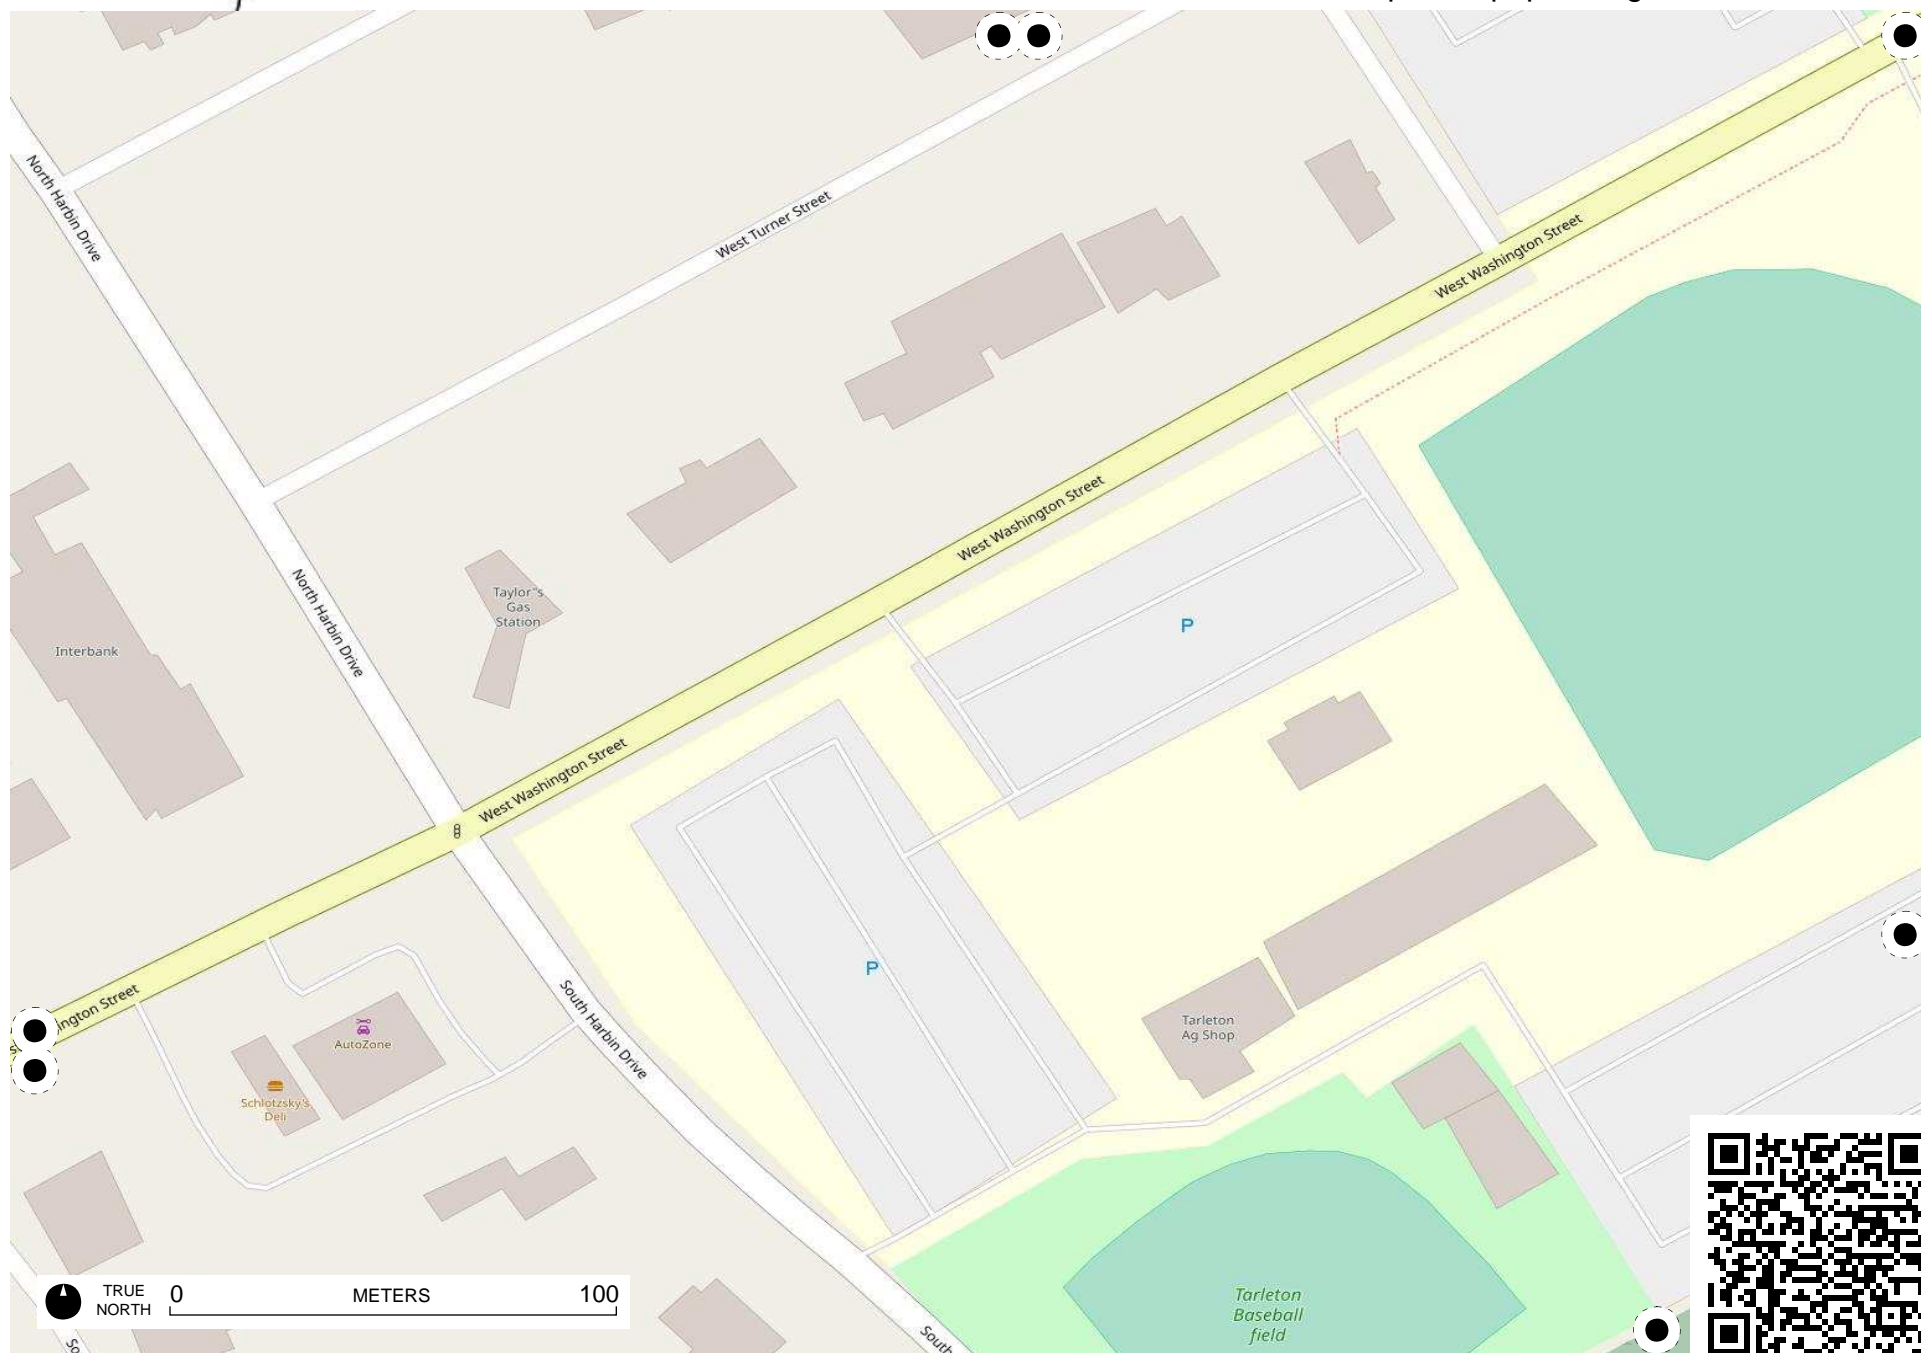 North Harbin Drive
West Turner Street
West Washington Street
West Washington Street
North Harbin Drive
Taylor"s
Gas
Station
Interbank
P
West Washington Street
P
South Harbin Drive
ington Street
AutoZone
Schlotzsky's
Deli
Tarleton
Ag Shop
TRUE
NORTH
0 METERS 100
Tarleton
Baseball
field
South
So